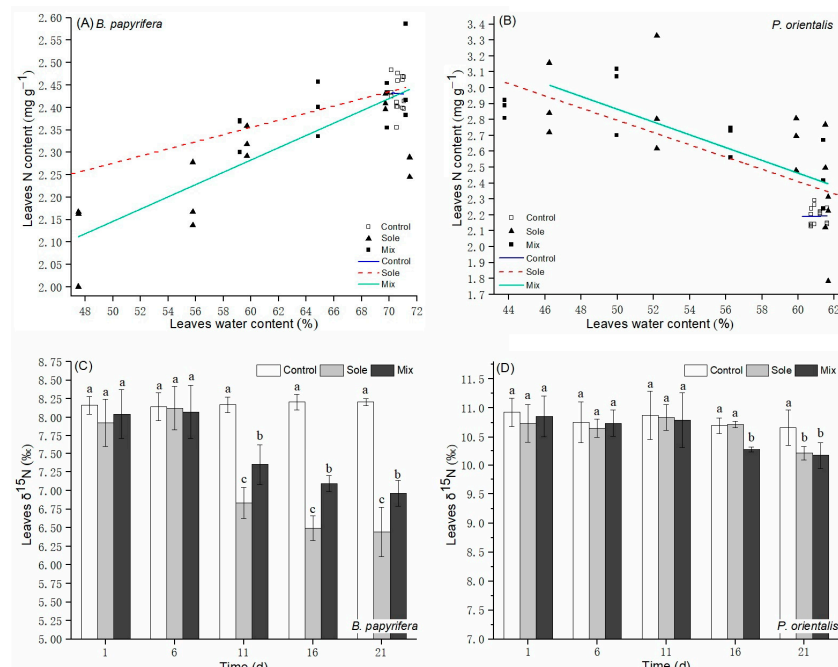 (A) B. papyrifera
2.60
2.55
2.50
2.45
2.40
2.35
2.30
2.25
2.20
2.15
2.10
2.05
2.00
Leaves N content (mg g⁻¹)
Control
Sole
Mix
Control
Sole
Mix
48 50 52 54 56 58 60 62 64 66 68 70 72
Leaves water content (%)
(B) P. orientalis
3.4
3.3
3.2
3.1
3.0
2.9
2.8
2.7
2.6
2.5
2.4
2.3
2.2
2.1
2.0
1.9
1.8
1.7
Leaves N content (mg g⁻¹)
Control
Sole
Mix
Control
Sole
Mix
44 46 48 50 52 54 56 58 60 62
Leaves water content (%)
(C) Control Sole Mix
8.75
8.50
8.25
8.00
7.75
7.50
7.25
7.00
6.75
6.50
6.25
6.00
5.75
5.50
5.25
5.00
Leaves δ¹⁵N (‰)
a a a a a a a c b a c b a c b
B. papyrifera
1 6 11 16 21
Time (d)
(D) Control Sole Mix
11.5
11.0
10.5
10.0
9.5
9.0
8.5
8.0
7.5
7.0
Leaves δ¹⁵N (‰)
a a a a a a a a a a a b a b b
P. orientalis
1 6 11 16 21
Time (d)